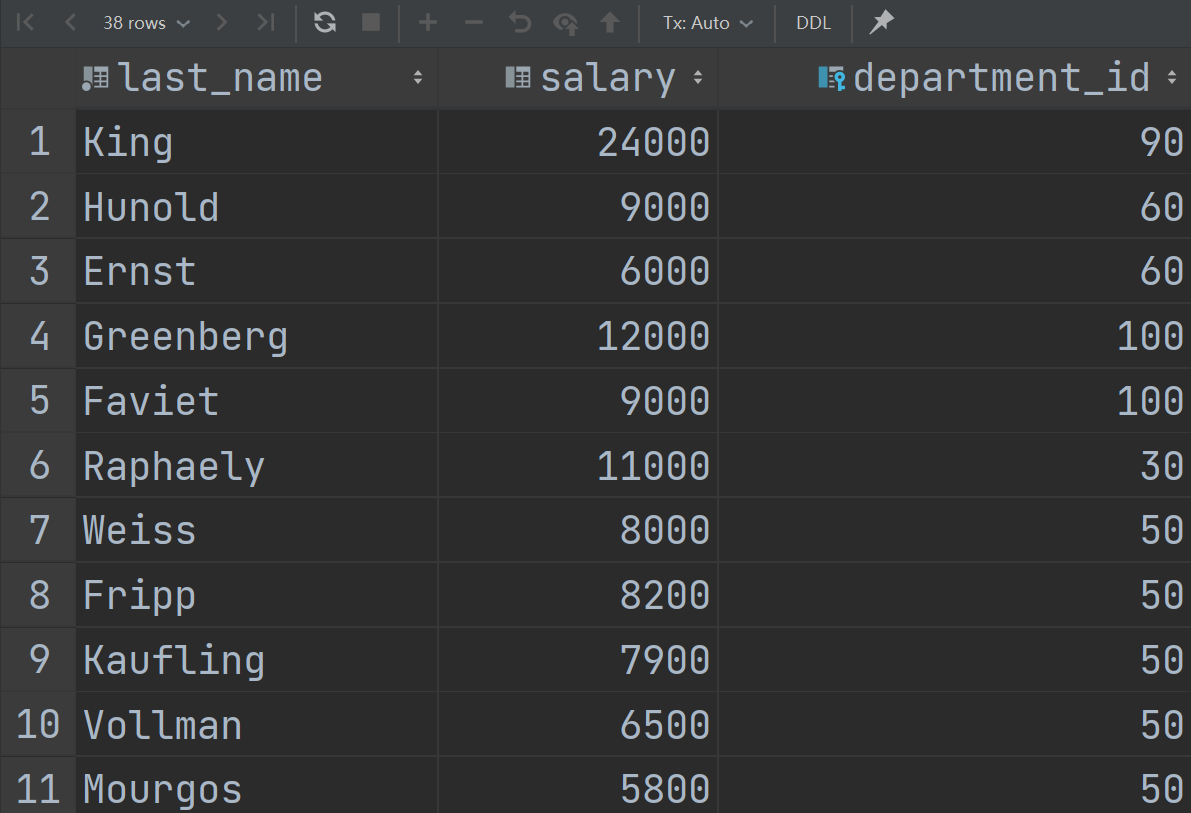 38 rows Tx: Auto DDL
last_name salary department_id
1 King 24000 90
2 Hunold 9000 60
3 Ernst 6000 60
4 Greenberg 12000 100
5 Faviet 9000 100
6 Raphaely 11000 30
7 Weiss 8000 50
8 Fripp 8200 50
9 Kaufling 7900 50
10 Vollman 6500 50
11 Mourgos 5800 50